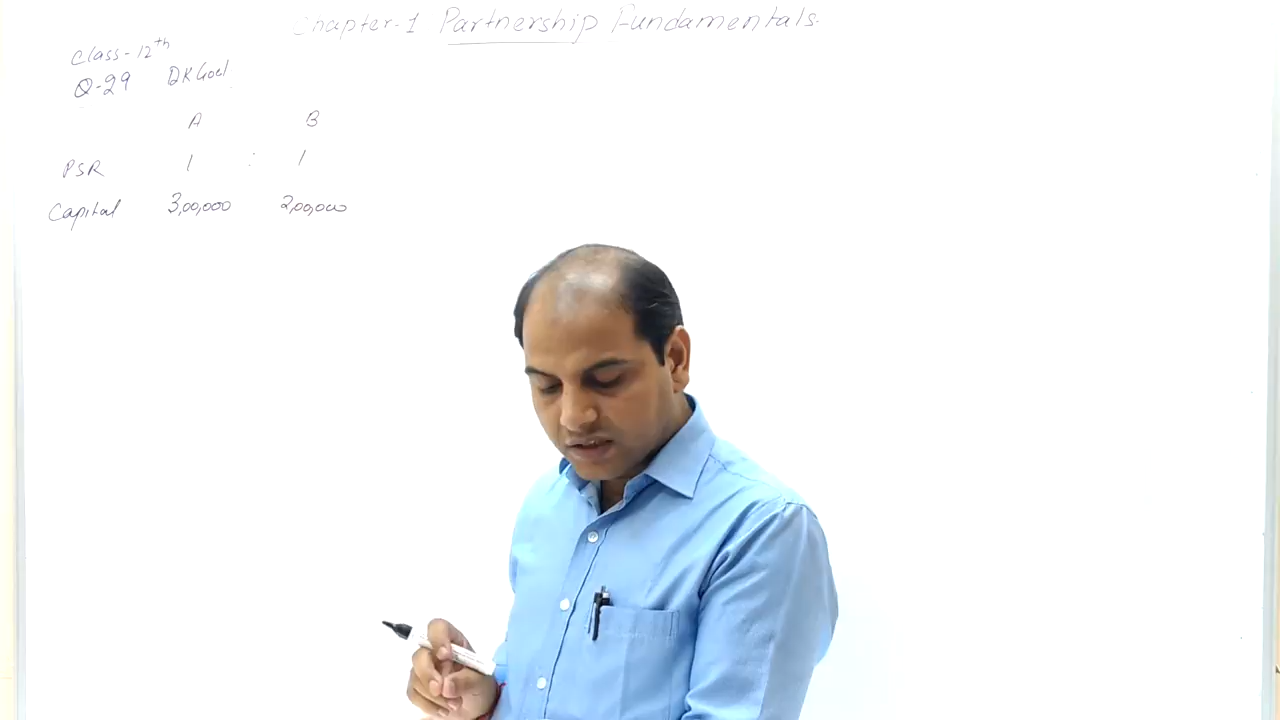 Chapter-1 Partnership Fundamentals.
Class-12th
Q-29 DK Goel
A B
PSR 1 : 1
Capital 3,00,000 2,00,000